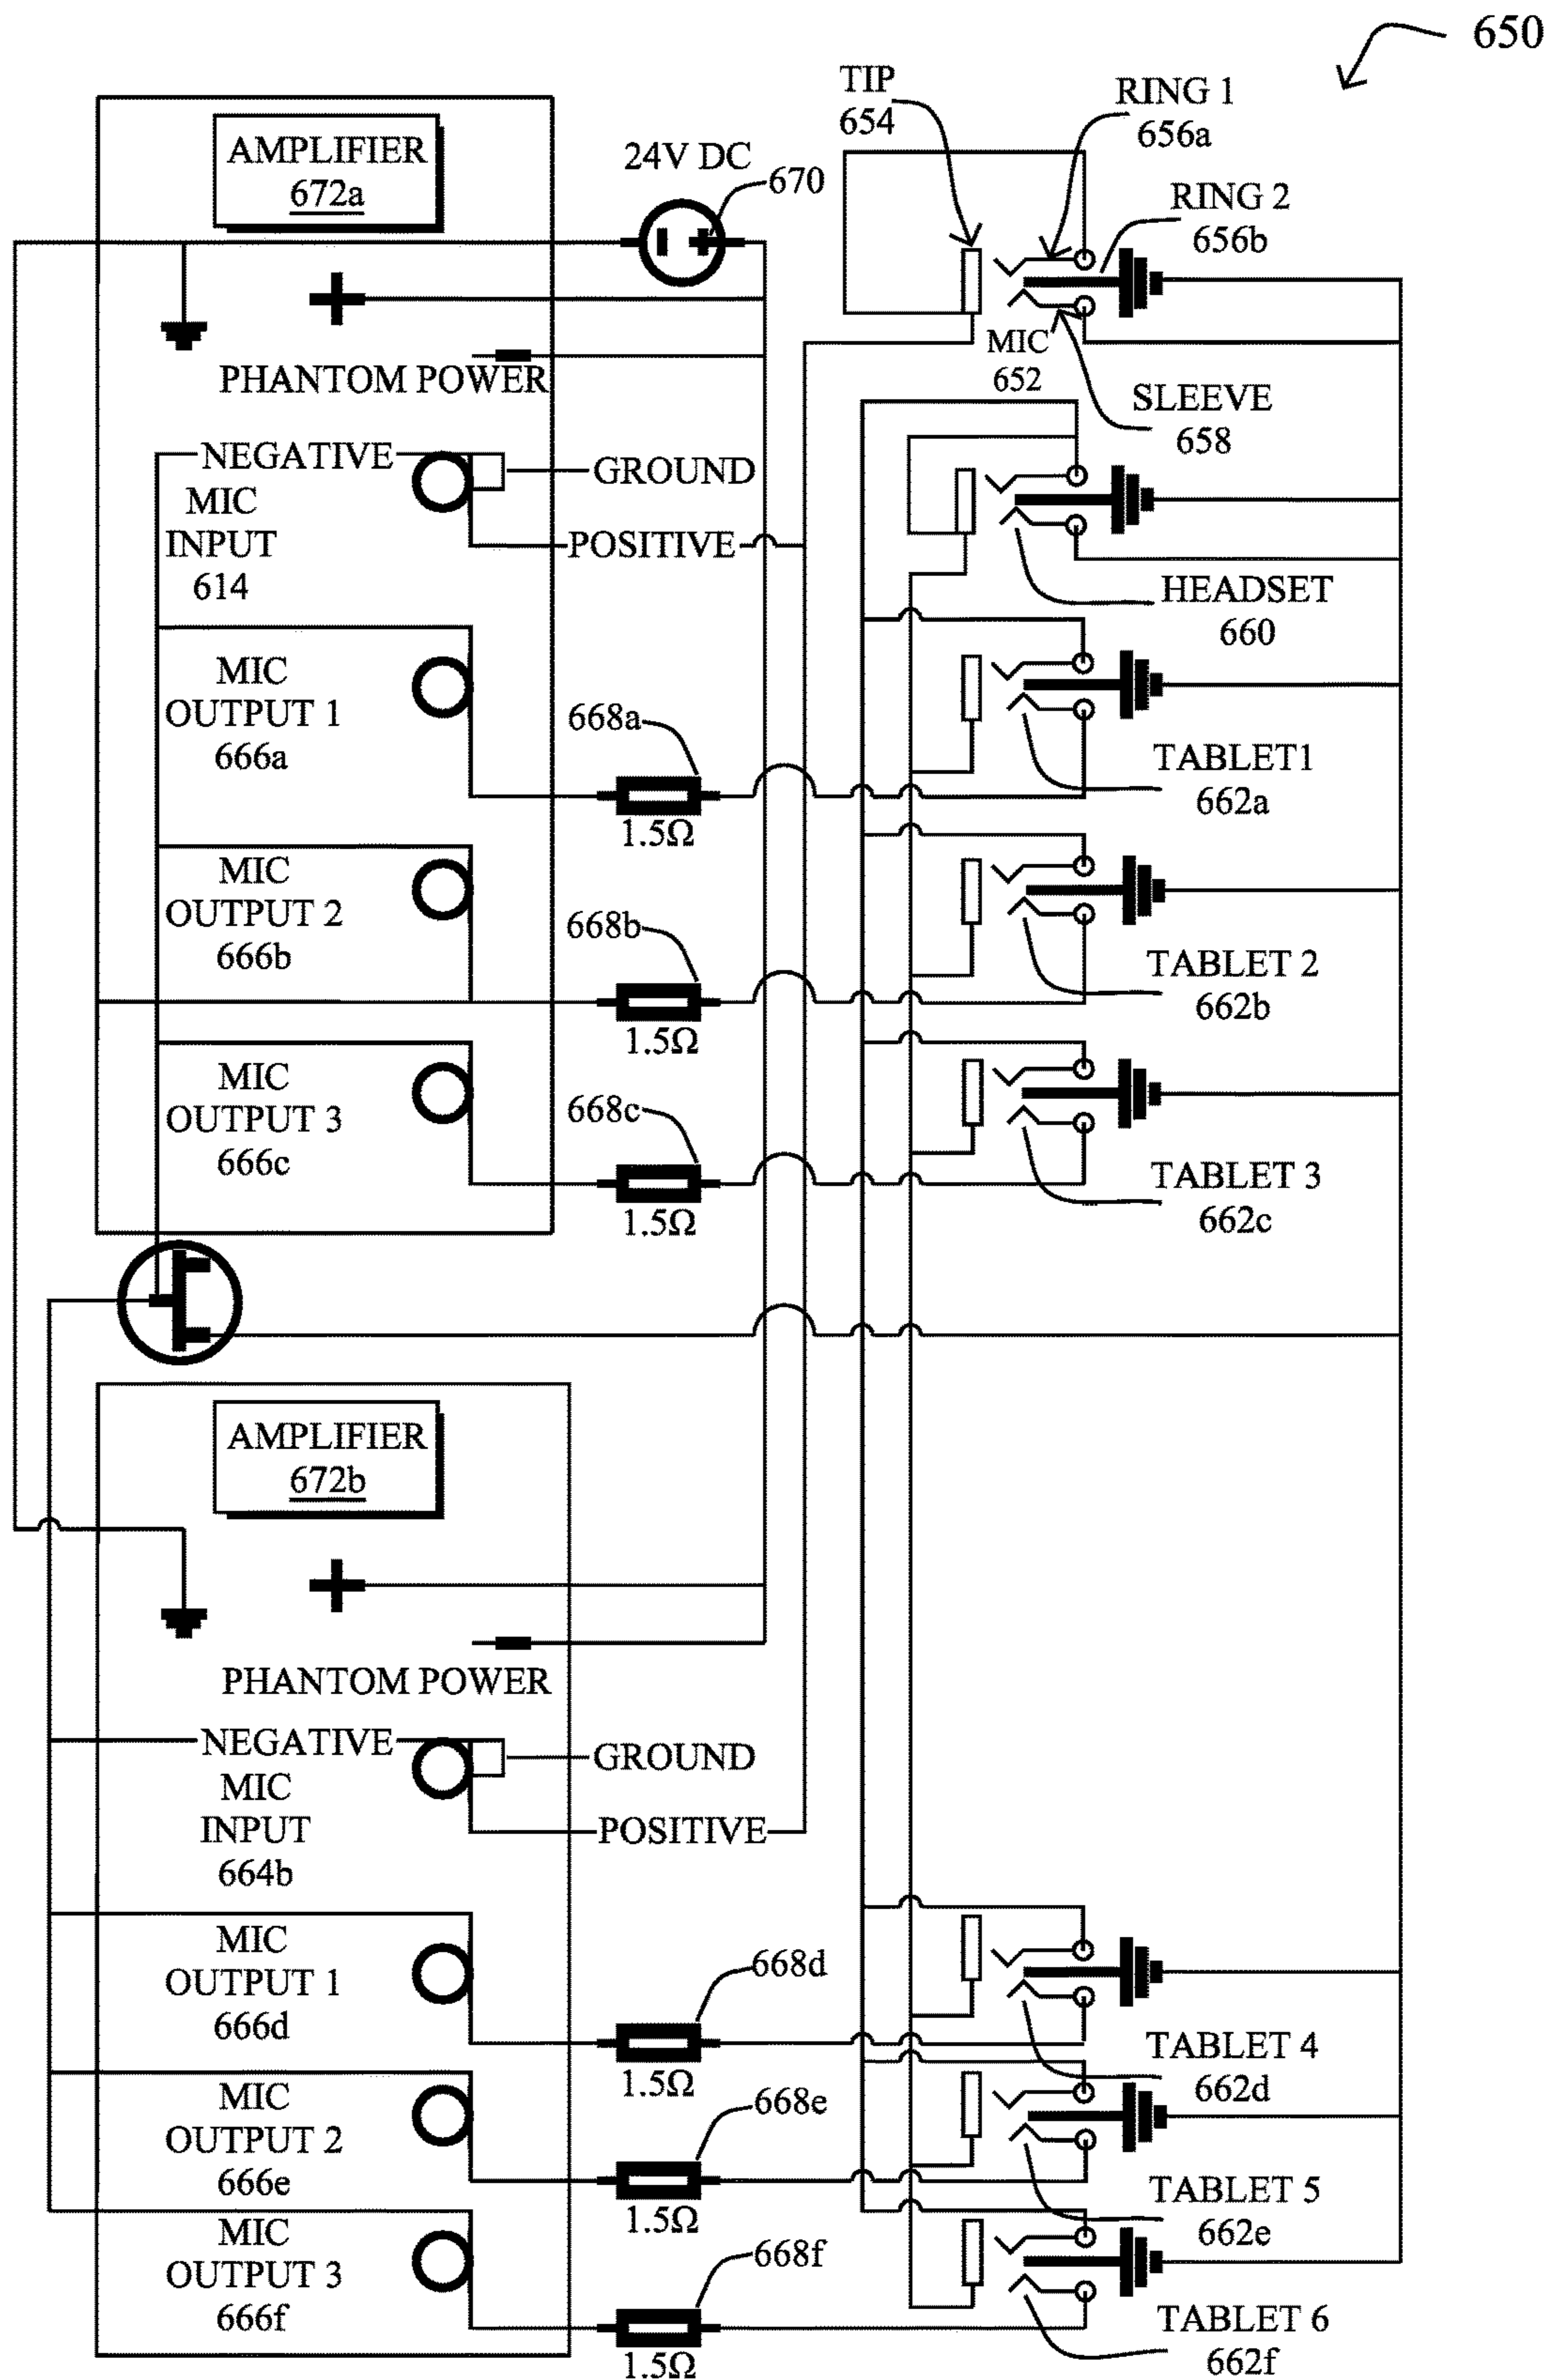 650
TIP
654
RING 1
656a
AMPLIFIER
672a
24V DC
670
RING 2
656b
MIC
652
PHANTOM POWER
SLEEVE
658
NEGATIVE
GROUND
MIC
INPUT
614
POSITIVE
HEADSET
660
MIC
OUTPUT 1
666a
668a
1.5Ω
TABLET1
662a
MIC
OUTPUT 2
666b
668b
1.5Ω
TABLET 2
662b
MIC
OUTPUT 3
666c
668c
1.5Ω
TABLET 3
662c
AMPLIFIER
672b
PHANTOM POWER
NEGATIVE
GROUND
MIC
INPUT
664b
POSITIVE
MIC
OUTPUT 1
666d
668d
1.5Ω
TABLET 4
662d
MIC
OUTPUT 2
666e
668e
1.5Ω
TABLET 5
662e
MIC
OUTPUT 3
666f
668f
1.5Ω
TABLET 6
662f